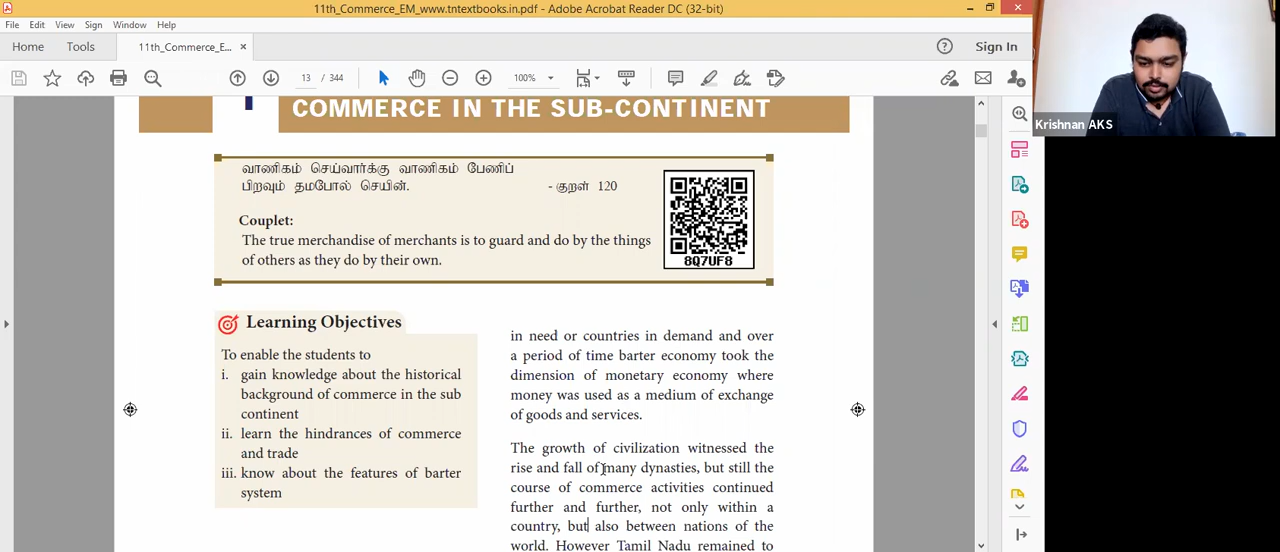 11th_Commerce_EM_www.tntextbooks.in.pdf - Adobe Acrobat Reader DC (32-bit)
File Edit View Sign Window Help
Home Tools 11th_Commerce_E... × Sign In
13 / 344 100%
COMMERCE IN THE SUB-CONTINENT
வாணிகம் செய்வார்க்கு வாணிகம் பேணிப்
பிறவும் தமபோல் செயின். - குறள் 120
Couplet:
The true merchandise of merchants is to guard and do by the things
of others as they do by their own.
8Q7UF8
Learning Objectives
To enable the students to
i. gain knowledge about the historical
background of commerce in the sub
continent
ii. learn the hindrances of commerce
and trade
iii. know about the features of barter
system
in need or countries in demand and over
a period of time barter economy took the
dimension of monetary economy where
money was used as a medium of exchange
of goods and services.
The growth of civilization witnessed the
rise and fall of many dynasties, but still the
course of commerce activities continued
further and further, not only within a
country, but also between nations of the
world. However Tamil Nadu remained to
Krishnan AKS